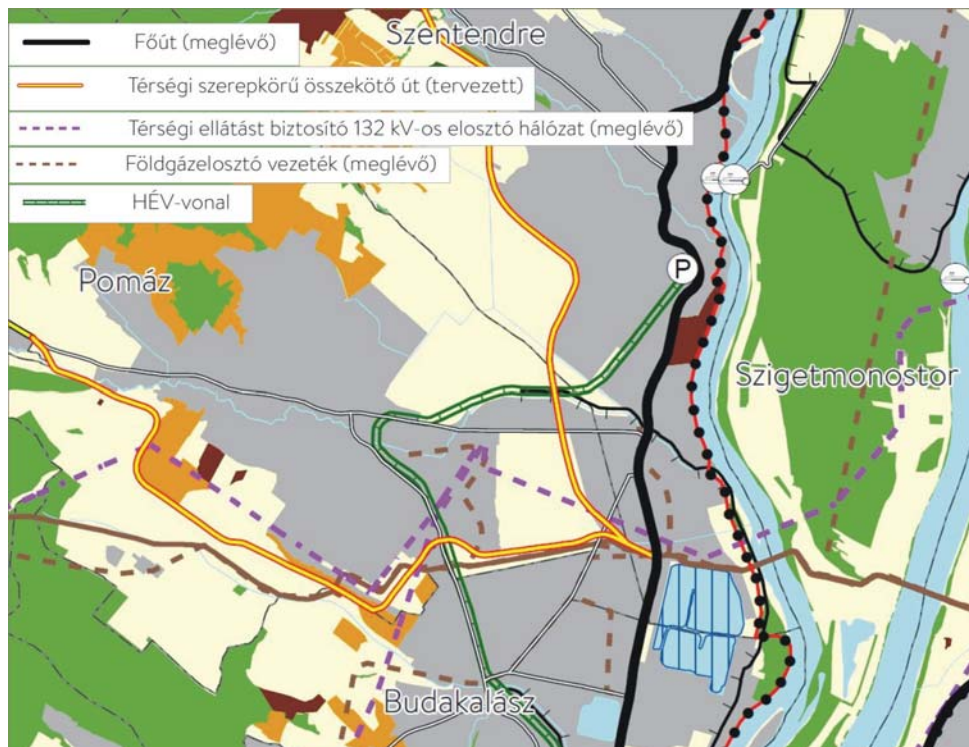 Szentendre
Főút (meglévő)
Térségi szerepkörű összekötő út (tervezett)
Térségi ellátást biztosító 132 kV-os elosztó hálózat (meglévő)
Földgázelosztó vezeték (meglévő)
HÉV-vonal
P
Pomáz
Szigetmonostor
Budakalász